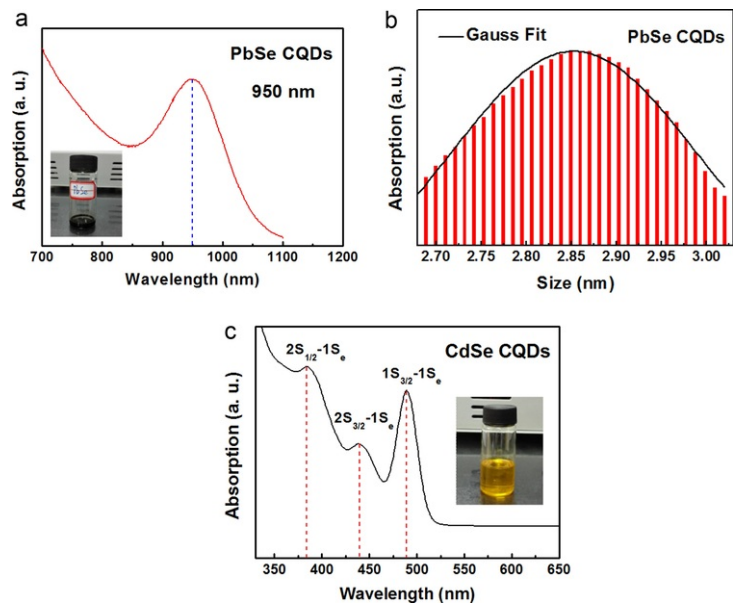 a
PbSe CQDs
950 nm
Absorption (a. u.)
PbSe
700 800 900 1000 1100 1200
Wavelength (nm)
b
Gauss Fit
PbSe CQDs
Absorption (a.u.)
2.70 2.75 2.80 2.85 2.90 2.95 3.00
Size (nm)
c
CdSe CQDs
2S1/2-1Se
1S3/2-1Se
2S3/2-1Se
Absorption (a. u.)
350 400 450 500 550 600 650
Wavelength (nm)